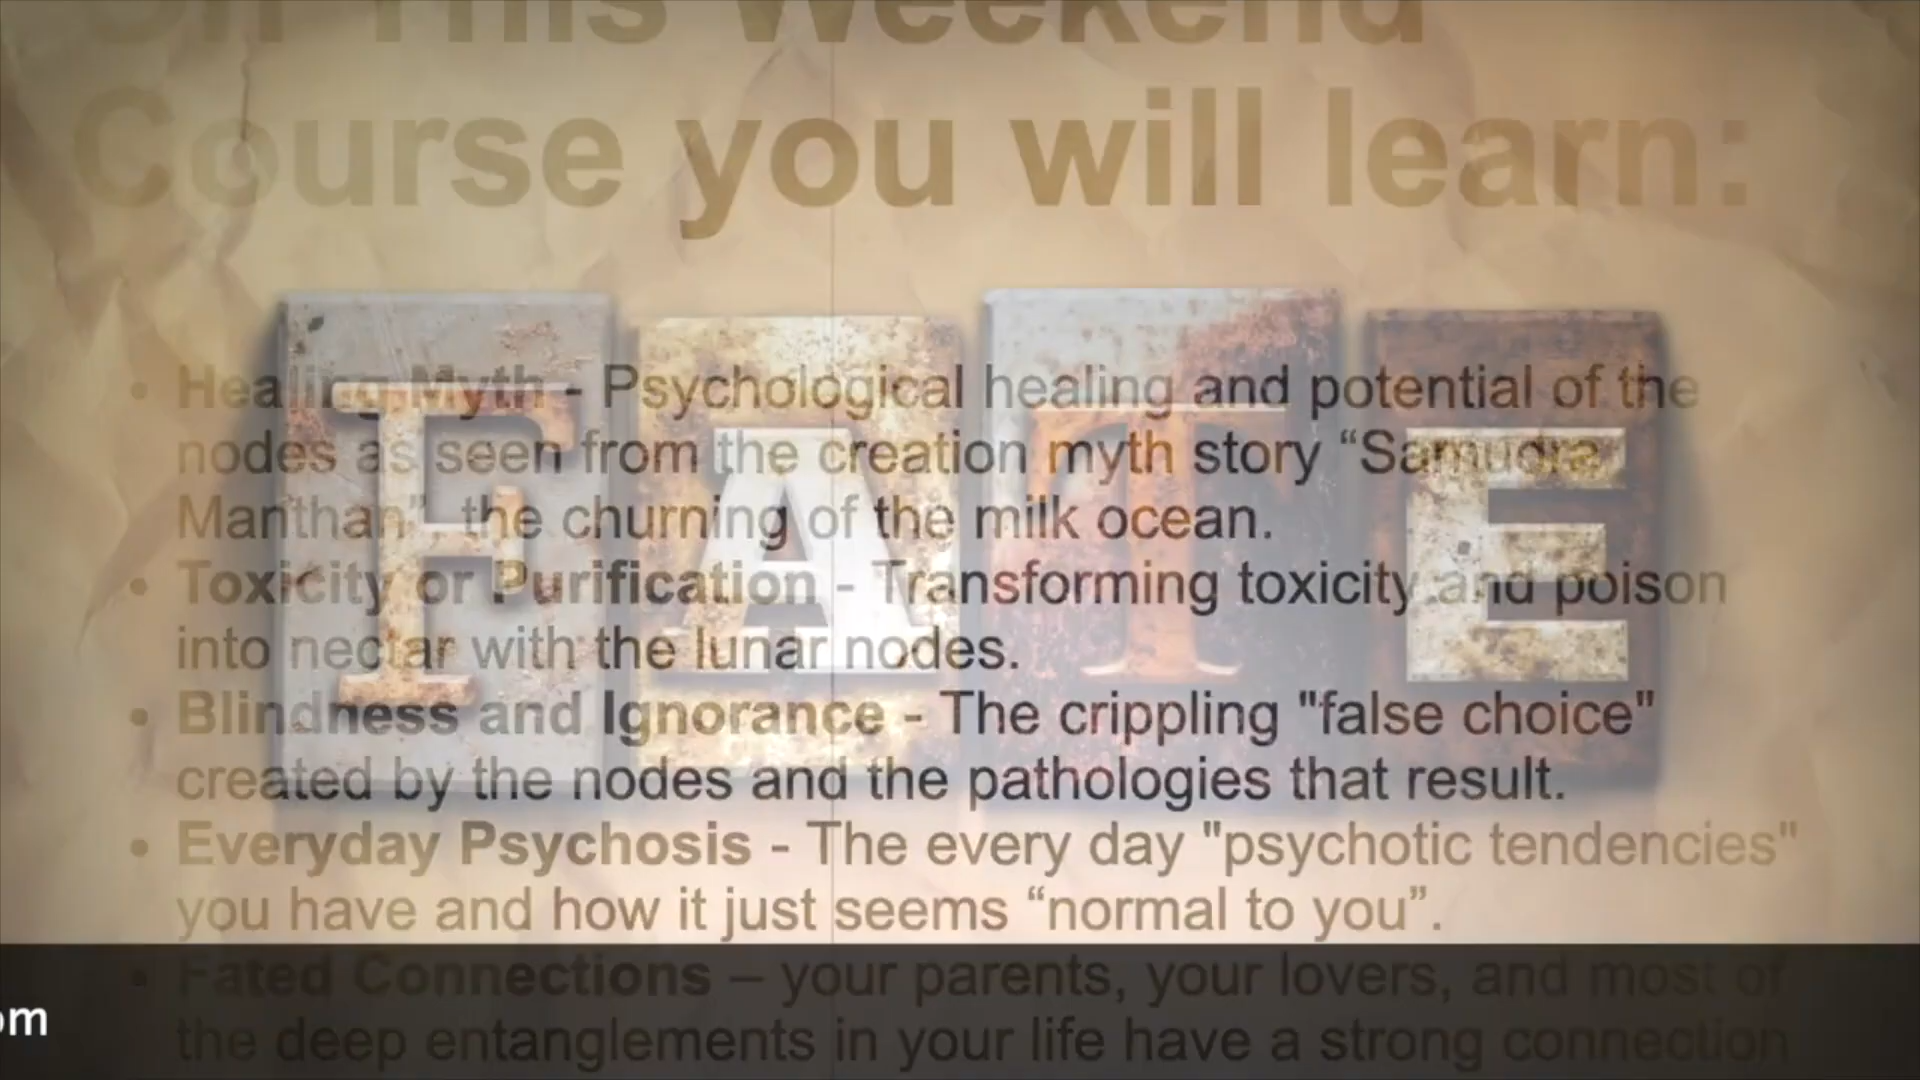 On This Weekend
Course you will learn:
FATE
• Healing Myth - Psychological healing and potential of the
nodes as seen from the creation myth story “Samudra
Manthan”- the churning of the milk ocean.
• Toxicity or Purification - Transforming toxicity and poison
into nectar with the lunar nodes.
• Blindness and Ignorance - The crippling "false choice"
created by the nodes and the pathologies that result.
• Everyday Psychosis - The every day "psychotic tendencies"
you have and how it just seems “normal to you”.
• Fated Connections – your parents, your lovers, and most of
the deep entanglements in your life have a strong connection
om